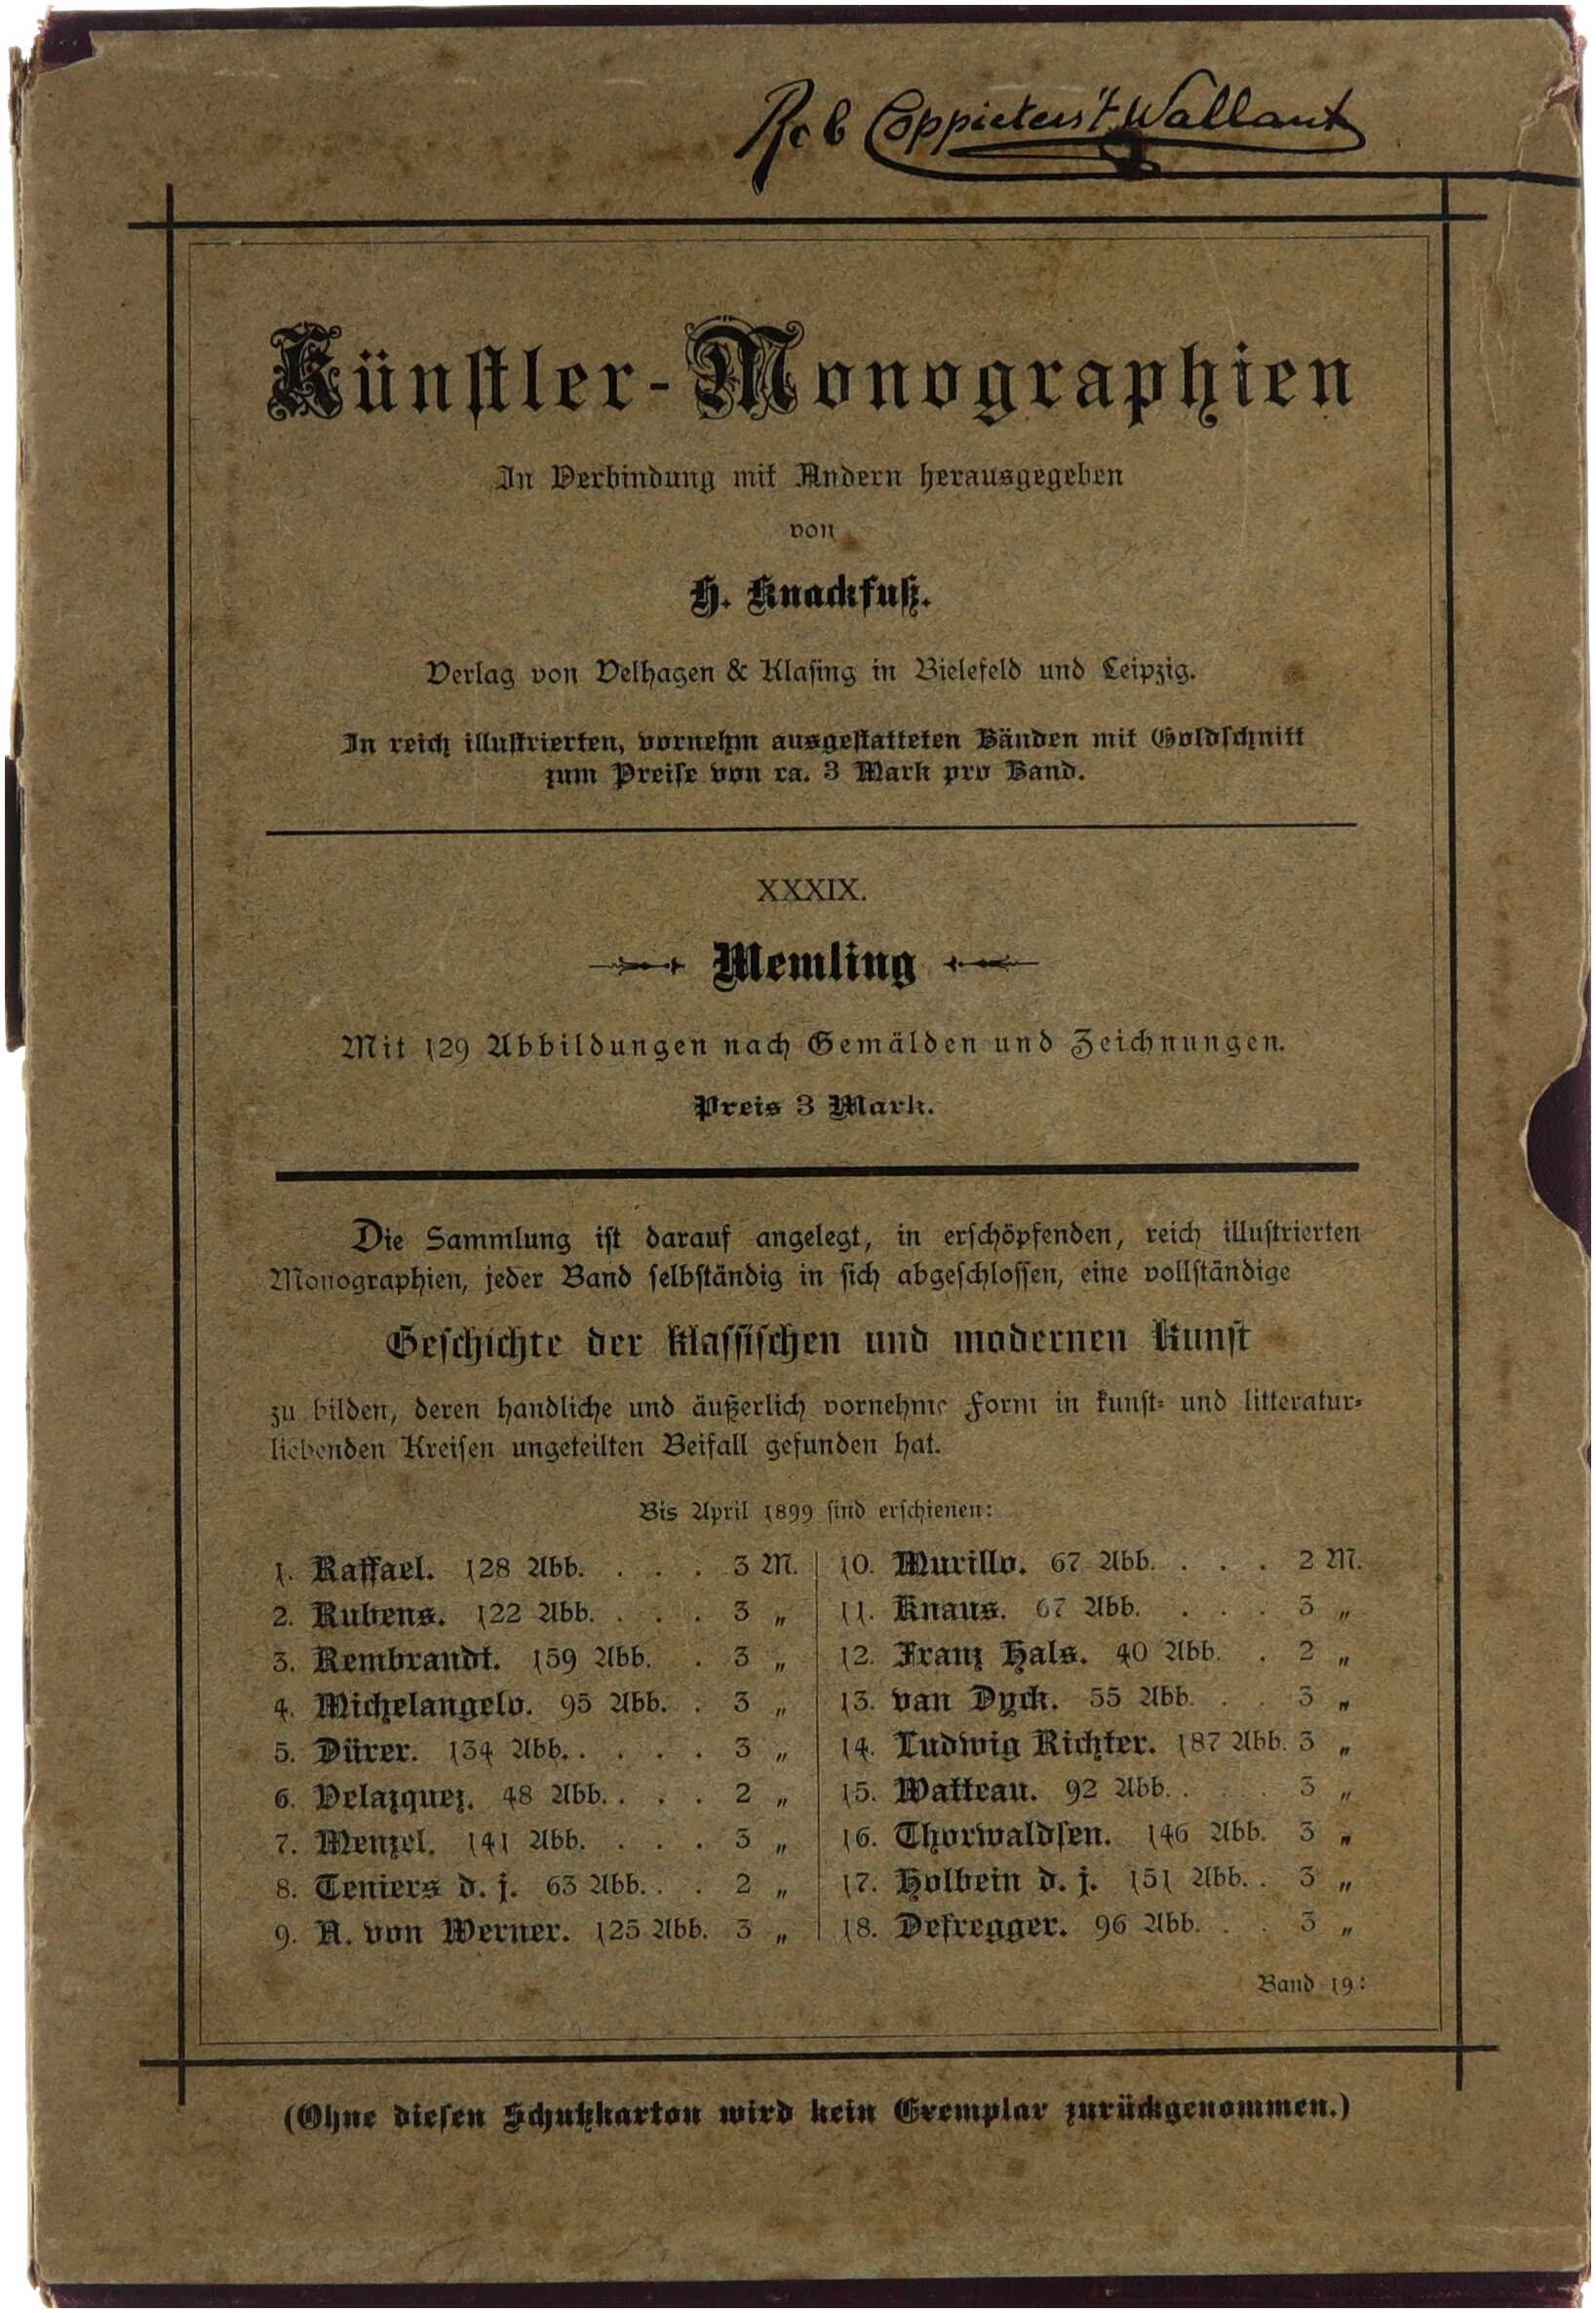 Rob Coppieters 't Wallant
Künstler-Monographien
In Verbindung mit Andern herausgegeben
von
H. Knackfuß.
Verlag von Velhagen & Klasing in Bielefeld und Leipzig.
In reich illustrierten, vornehm ausgestatteten Bänden mit Goldschnitt
zum Preise von ca. 3 Mark pro Band.
XXXIX.
Memling
Mit 129 Abbildungen nach Gemälden und Zeichnungen.
Preis 3 Mark.
Die Sammlung ist darauf angelegt, in erschöpfenden, reich illustrierten
Monographien, jeder Band selbständig in sich abgeschlossen, eine vollständige
Geschichte der klassischen und modernen Kunst
zu bilden, deren handliche und äußerlich vornehme Form in kunst- und litteratur-
liebenden Kreisen ungeteilten Beifall gefunden hat.
Bis April 1899 sind erschienen:
1. Raffael. 128 Abb. . . . 3 M.
2. Rubens. 122 Abb. . . . 3 „
3. Rembrandt. 159 Abb. . 3 „
4. Michelangelo. 95 Abb. . 3 „
5. Dürer. 134 Abb. . . . . 3 „
6. Velazquez. 48 Abb. . . . 2 „
7. Menzel. 141 Abb. . . . 3 „
8. Teniers d. j. 63 Abb. . . 2 „
9. A. von Werner. 125 Abb. 3 „
10. Murillo. 67 Abb. . . . 2 M.
11. Knaus. 67 Abb. . . . 3 „
12. Franz Hals. 40 Abb. . 2 „
13. van Dyck. 55 Abb. . . 3 „
14. Ludwig Richter. 187 Abb. 3 „
15. Watteau. 92 Abb. . . . 3 „
16. Thorwaldsen. 146 Abb. 3 „
17. Holbein d. j. 151 Abb. . 3 „
18. Defregger. 96 Abb. . . 3 „
Band 19:
(Ohne diesen Schutzkarton wird kein Exemplar zurückgenommen.)